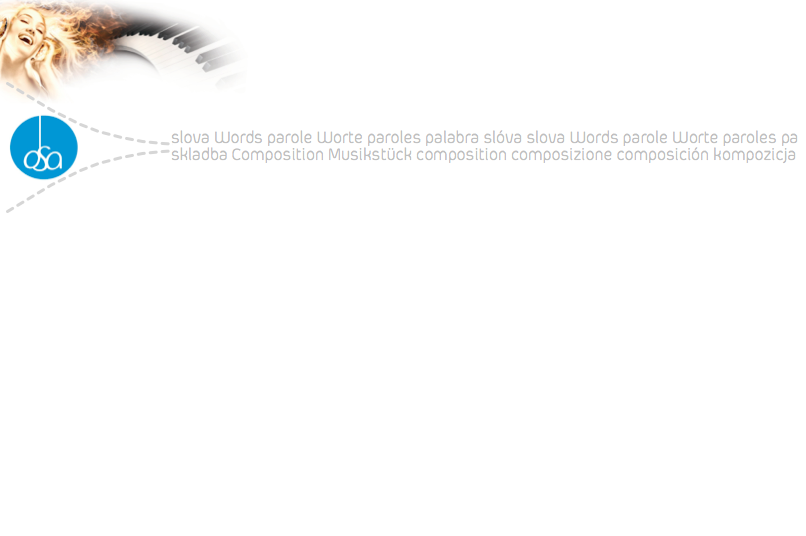 osa
slova Words parole Worte paroles palabra slóva slova Words parole Worte paroles pa
skladba Composition Musikstück composition composizione composición kompozicja